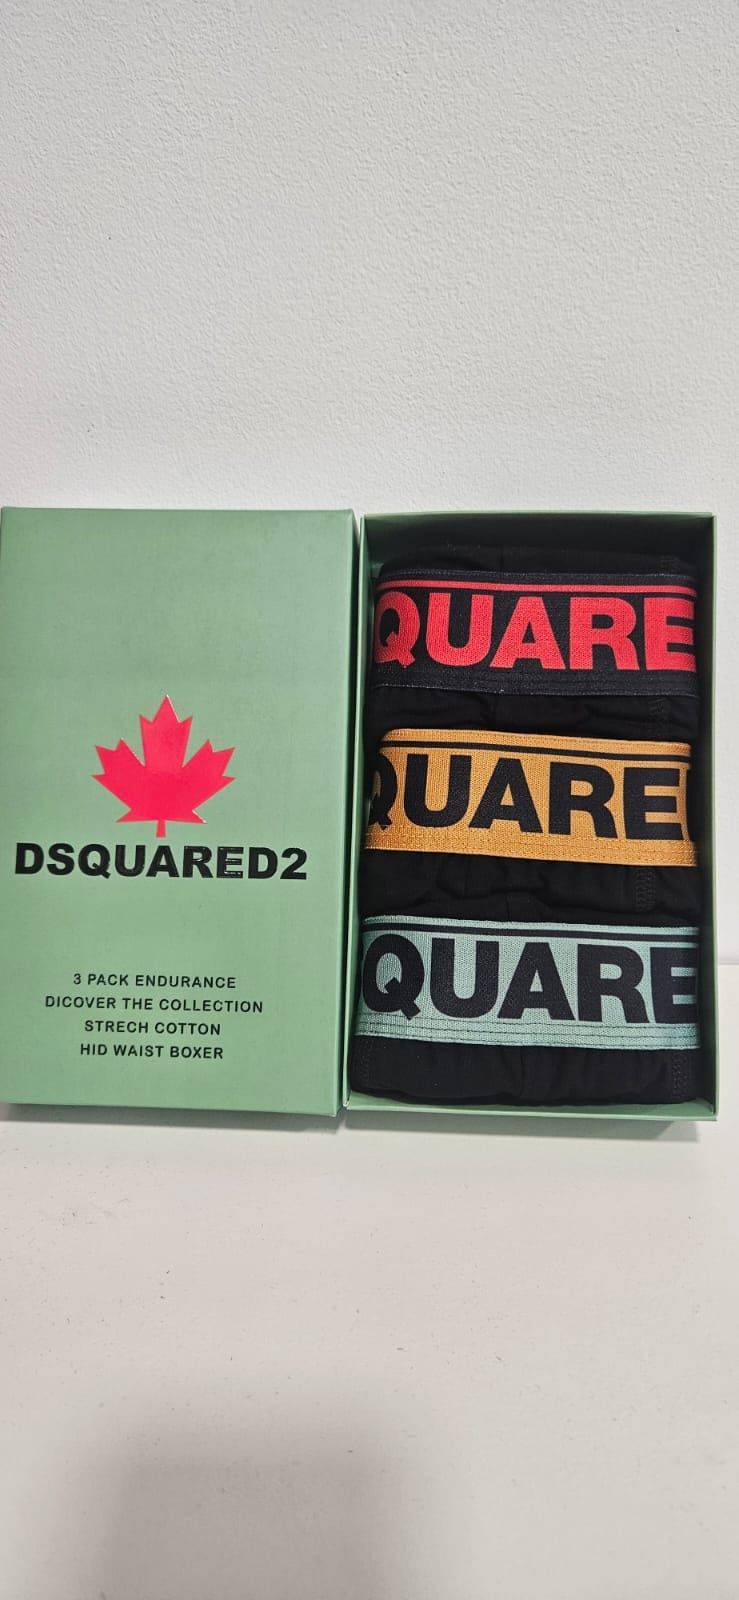 DSQUARED2
3 PACK ENDURANCE
DICOVER THE COLLECTION
STRECH COTTON
HID WAIST BOXER
QUARE
QUARE
QUARE